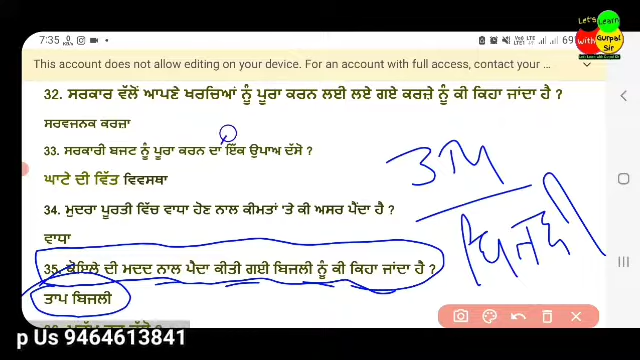 7:35
69
Let's Learn
with Gurpal Sir
This account does not allow editing on your device. For an account with full access, contact your ...
32. ਸਰਕਾਰ ਵੱਲੋਂ ਆਪਣੇ ਖਰਚਿਆਂ ਨੂੰ ਪੂਰਾ ਕਰਨ ਲਈ ਲਏ ਗਏ ਕਰਜ਼ੇ ਨੂੰ ਕੀ ਕਿਹਾ ਜਾਂਦਾ ਹੈ ?
ਸਰਵਜਨਕ ਕਰਜ਼ਾ
33. ਸਰਕਾਰੀ ਬਜਟ ਨੂੰ ਪੂਰਾ ਕਰਨ ਦਾ ਇੱਕ ਉਪਾਅ ਦੱਸੋ ?
ਘਾਟੇ ਦੀ ਵਿੱਤ ਵਿਵਸਥਾ
34. ਮੁਦਰਾ ਪੂਰਤੀ ਵਿੱਚ ਵਾਧਾ ਹੋਣ ਨਾਲ ਕੀਮਤਾਂ 'ਤੇ ਕੀ ਅਸਰ ਪੈਂਦਾ ਹੈ ?
ਵਾਧਾ
35. ਕੋਇਲੇ ਦੀ ਮਦਦ ਨਾਲ ਪੈਦਾ ਕੀਤੀ ਗਈ ਬਿਜਲੀ ਨੂੰ ਕੀ ਕਿਹਾ ਜਾਂਦਾ ਹੈ ?
ਤਾਪ ਬਿਜਲੀ
ਤਾਪ
ਬਿਜਲੀ
p Us 9464613841